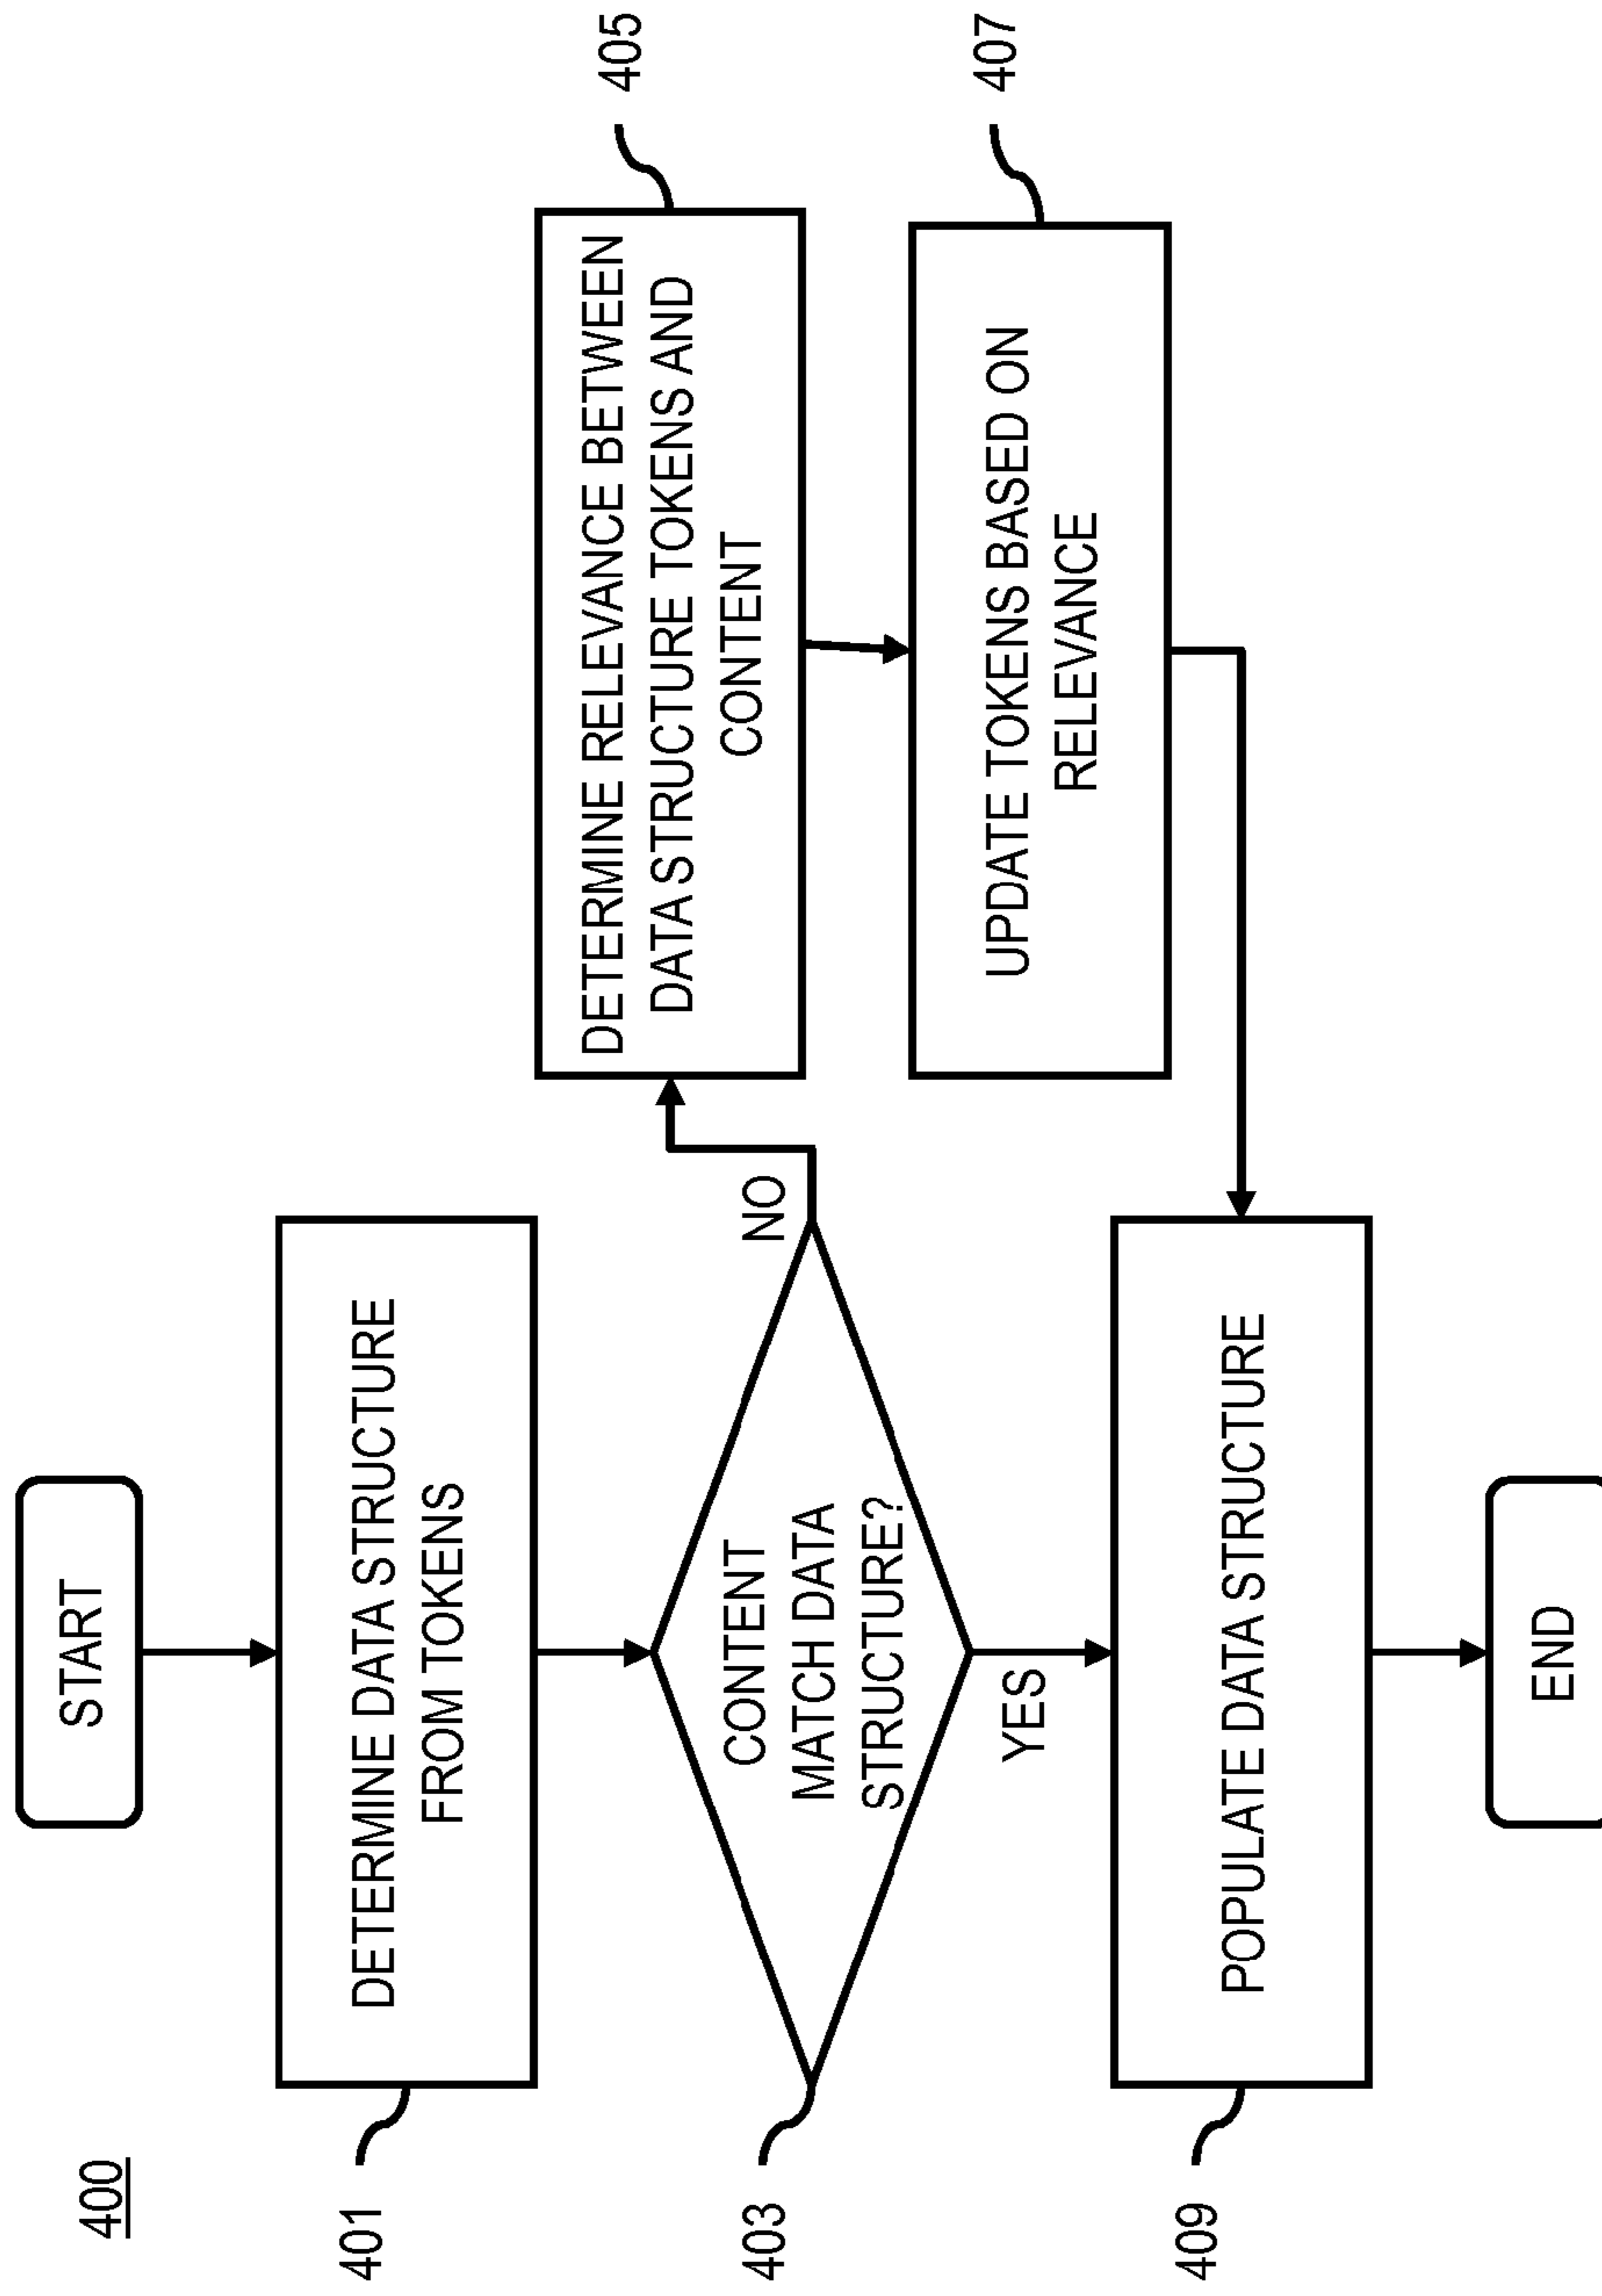 400
START
401
DETERMINE DATA STRUCTURE
FROM TOKENS
403
CONTENT
MATCH DATA
STRUCTURE?
NO
YES
DETERMINE RELEVANCE BETWEEN
DATA STRUCTURE TOKENS AND
CONTENT
405
UPDATE TOKENS BASED ON
RELEVANCE
407
409
POPULATE DATA STRUCTURE
END